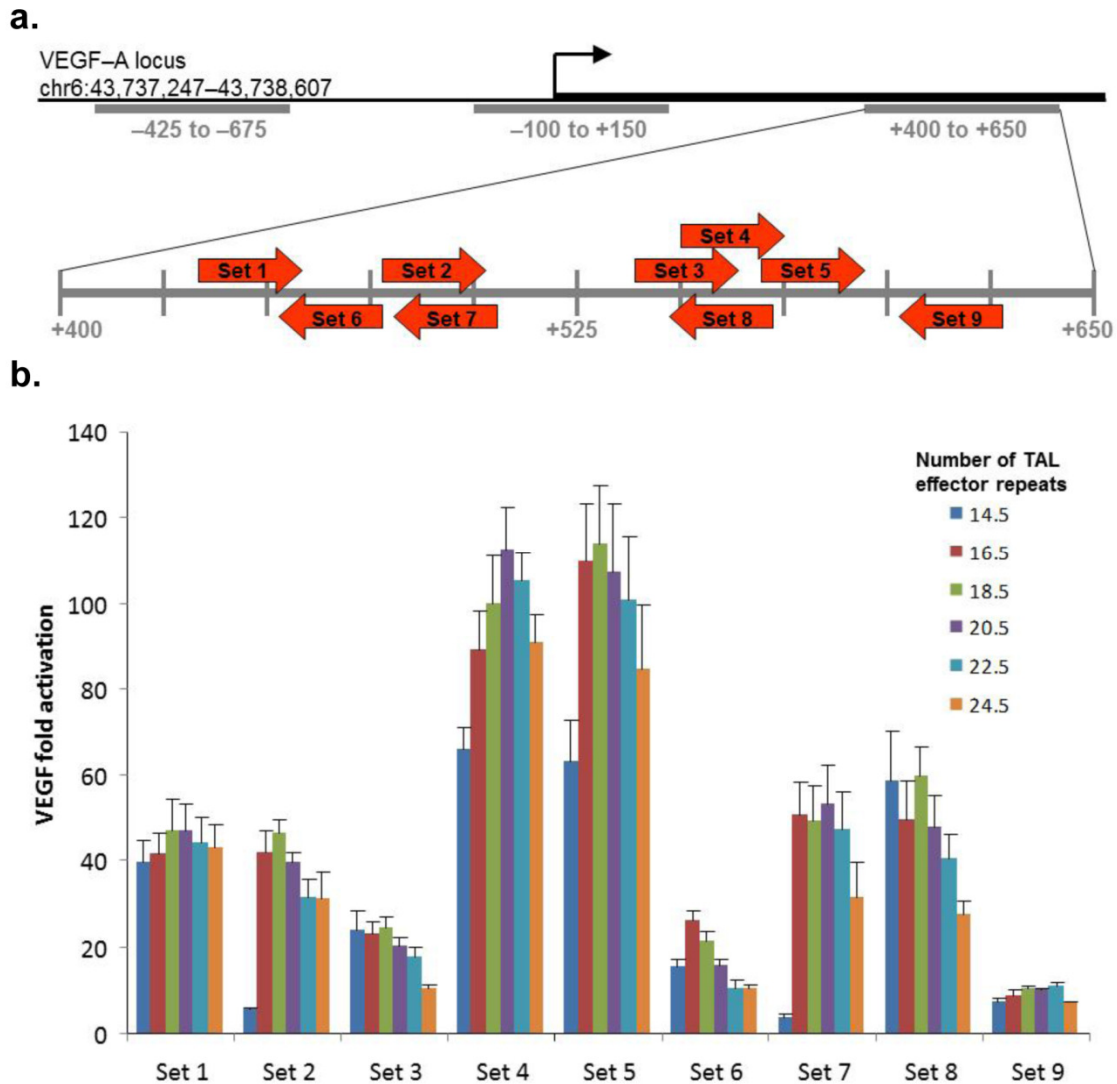 a.
VEGF–A locus
chr6:43,737,247–43,738,607
–425 to –675
–100 to +150
+400 to +650
Set 4
Set 1
Set 2
Set 3
Set 5
Set 6
Set 7
Set 8
Set 9
+400
+525
+650
b.
VEGF fold activation
140
120
100
80
60
40
20
0
Number of TAL
effector repeats
14.5
16.5
18.5
20.5
22.5
24.5
Set 1
Set 2
Set 3
Set 4
Set 5
Set 6
Set 7
Set 8
Set 9